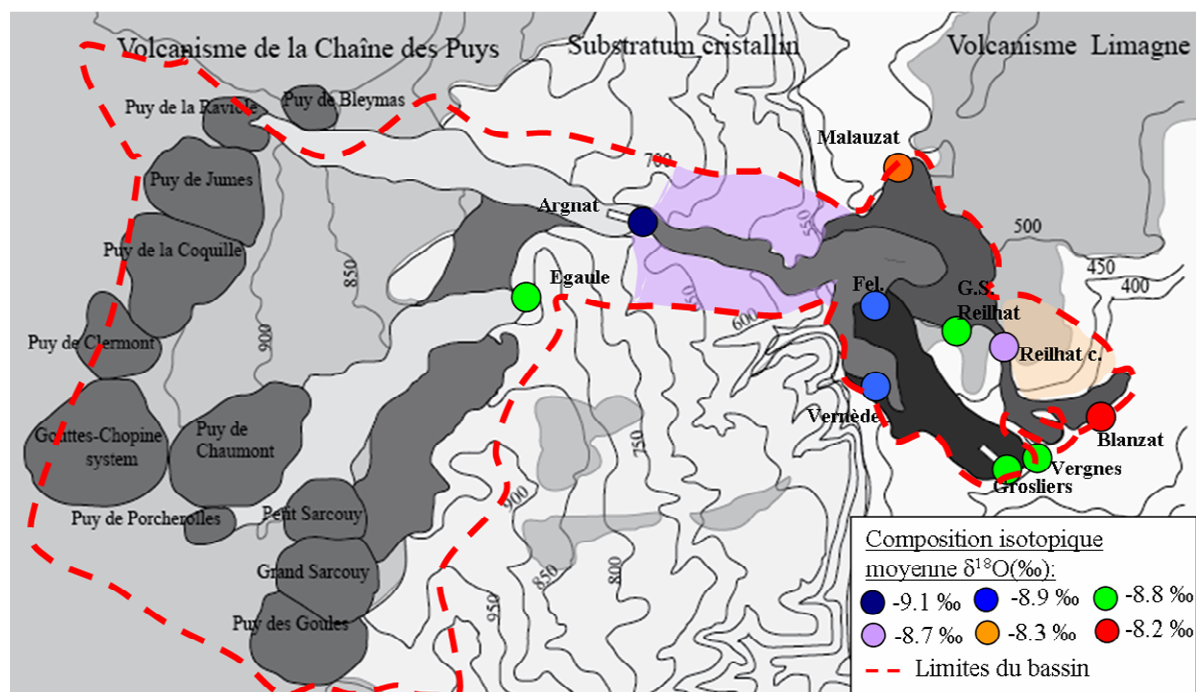 Volcanisme de la Chaîne des Puys
Substratum cristallin
Volcanisme Limagne
Puy de la Raviole
Puy de Bleymas
Malauzat
700
Puy de Jumes
Argnat
550
Puy de la Coquille
500
850
Egaule
Fel.
G.S.
Reilhat
450
400
900
600
Puy de Clermont
Reilhat c.
Vernède
Gouttes-Chopine
system
Puy de
Chaumont
750
Blanzat
Vergnes
Grosliers
900
Puy de Porcherolles
Petit Sarcouy
850
800
Grand Sarcouy
950
Puy des Goules
Composition isotopique
moyenne δ18O(‰):
-9.1 ‰ -8.9 ‰ -8.8 ‰
-8.7 ‰ -8.3 ‰ -8.2 ‰
Limites du bassin